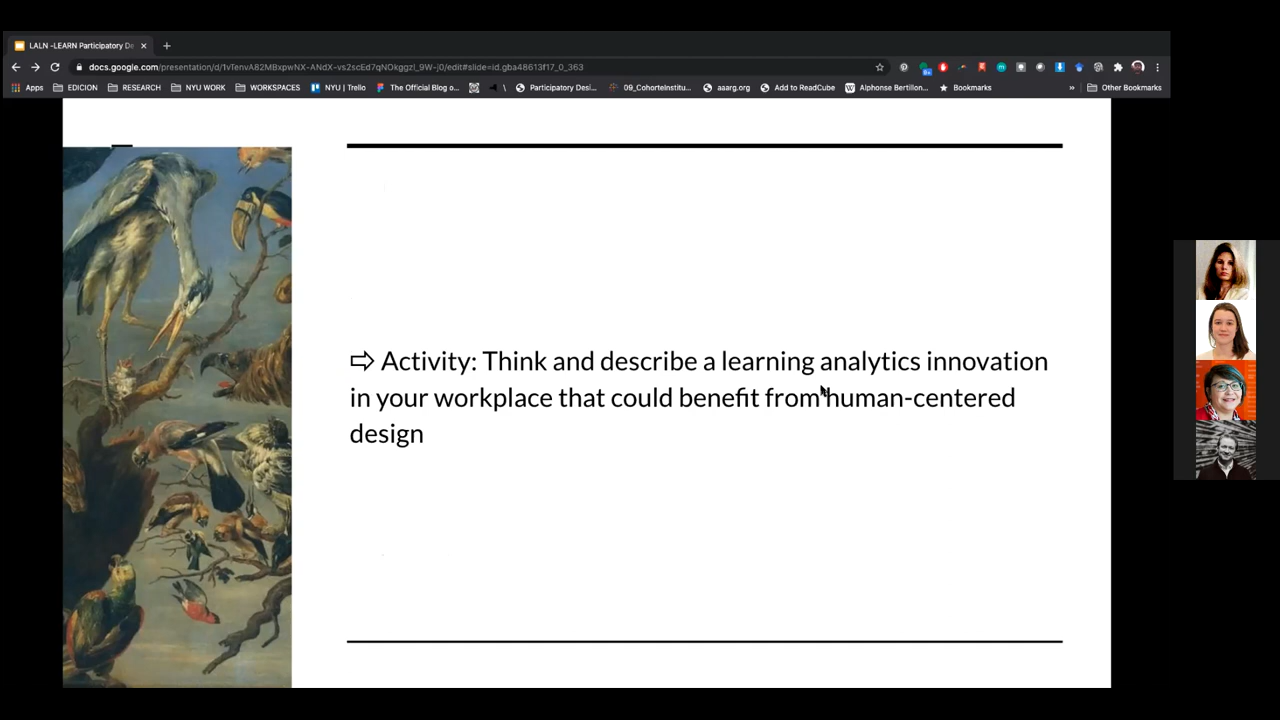 LALN -LEARN Participatory De
docs.google.com/presentation/d/1vTenvA82MBxpwNX-ANdX-vs2scEd7qNOkggzl_9W-j0/edit#slide=id.gba48613f17_0_363
Apps EDICION RESEARCH NYU WORK WORKSPACES NYU | Trello The Official Blog o... \ Participatory Desi... 09_CohorteInstitu... aaarg.org Add to ReadCube Alphonse Bertillon... Bookmarks » Other Bookmarks
⇨ Activity: Think and describe a learning analytics innovation
in your workplace that could benefit from human-centered
design